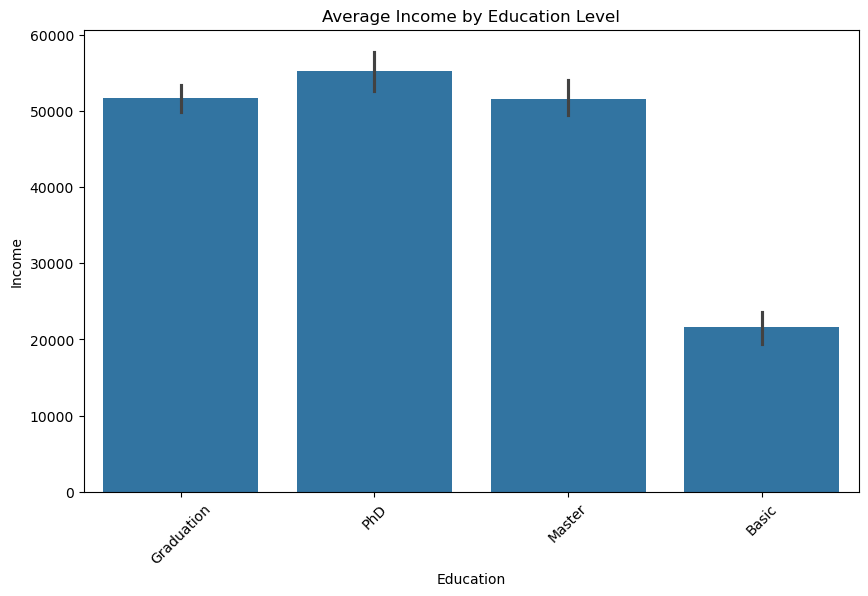 Average Income by Education Level
60000
50000
40000
30000
20000
10000
0
Income
Graduation
PhD
Master
Basic
Education